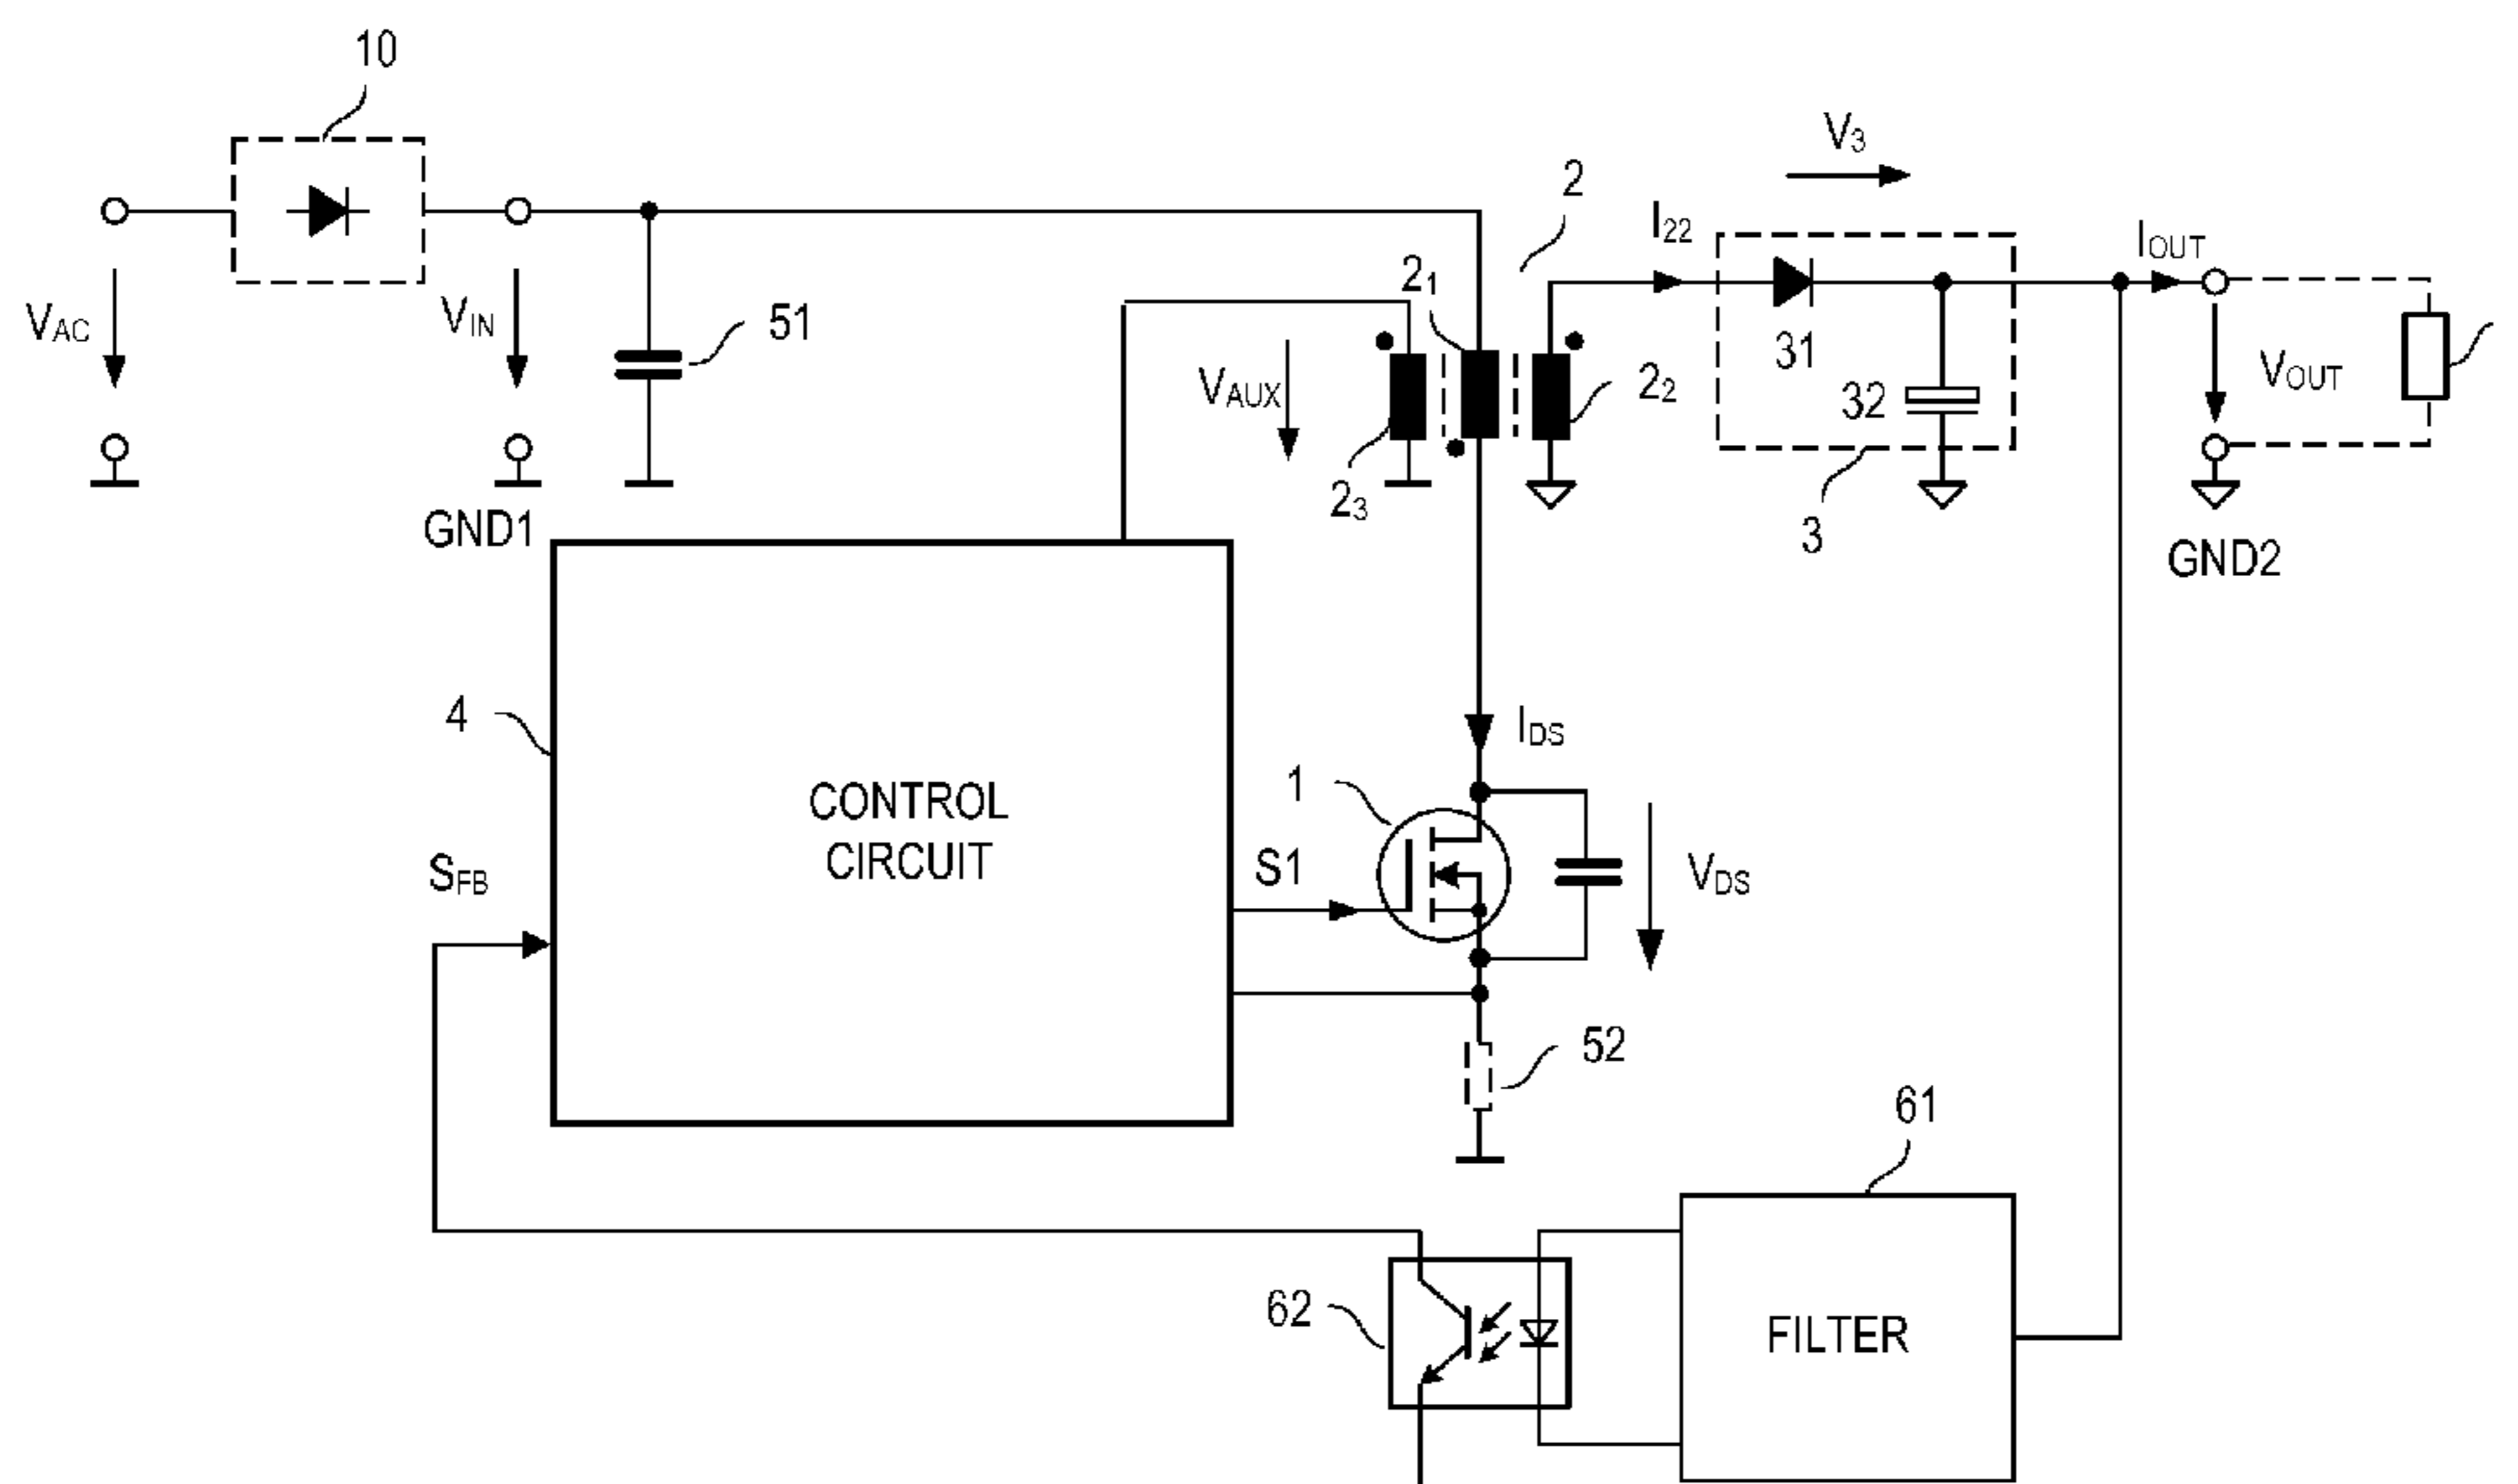 10
V3
2
I22
IOUT
21
VAC
VIN
51
VAUX
22
31
32
VOUT
23
3
GND1
GND2
4
IDS
1
CONTROL
CIRCUIT
SFB
S1
VDS
52
61
62
FILTER